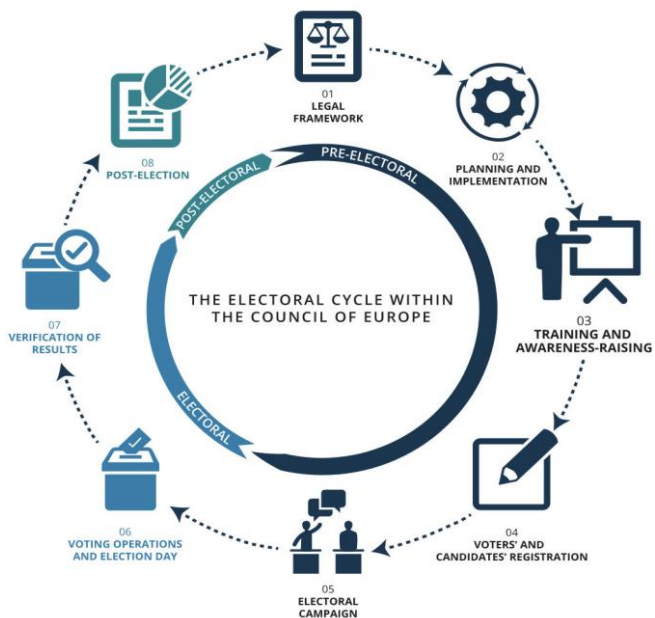 01
LEGAL
FRAMEWORK
02
PLANNING AND
IMPLEMENTATION
03
TRAINING AND
AWARENESS-RAISING
04
VOTERS' AND
CANDIDATES' REGISTRATION
05
ELECTORAL
CAMPAIGN
06
VOTING OPERATIONS
AND ELECTION DAY
07
VERIFICATION OF
RESULTS
08
POST-ELECTION
PRE-ELECTORAL
ELECTORAL
POST-ELECTORAL
THE ELECTORAL CYCLE WITHIN
THE COUNCIL OF EUROPE